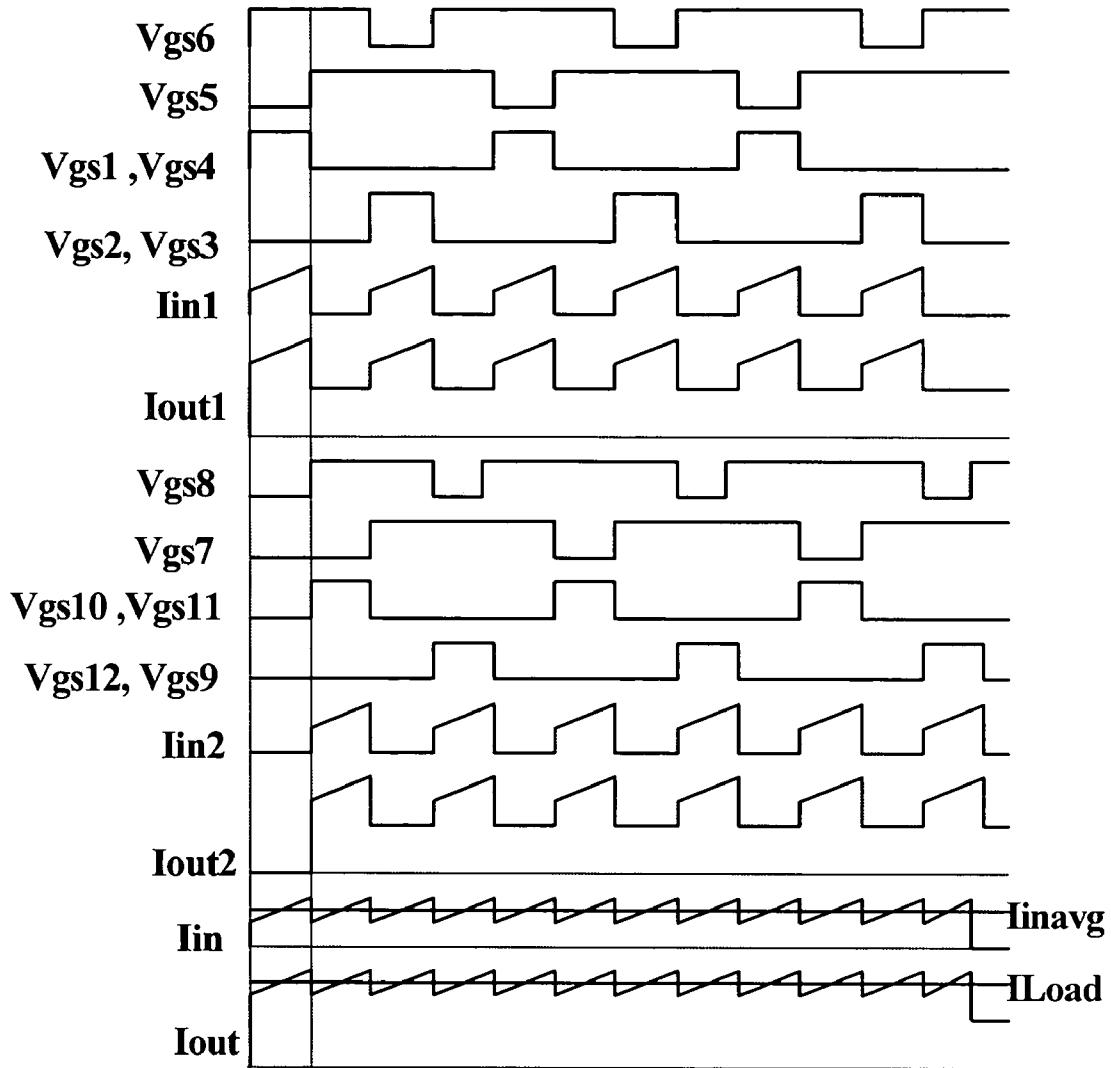 Vgs6
Vgs5
Vgs1 ,Vgs4
Vgs2, Vgs3
Iin1
Iout1
Vgs8
Vgs7
Vgs10 ,Vgs11
Vgs12, Vgs9
Iin2
Iout2
Iin
Iinavg
ILoad
Iout